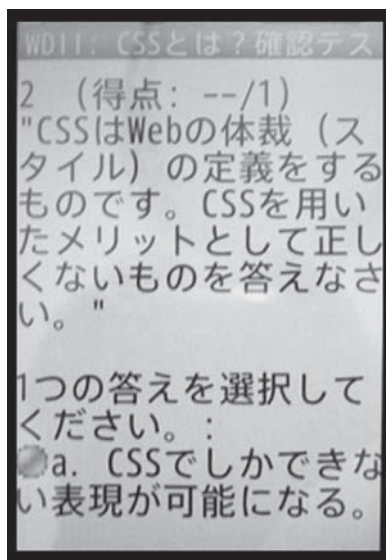 WDII: CSSとは？確認テス
2 （得点: --/1）
"CSSはWebの体裁（ス
タイル）の定義をする
ものです。CSSを用い
たメリットとして正し
くないものを答えなさ
い。"
1つの答えを選択して
ください。:
a. CSSでしかできな
い表現が可能になる。